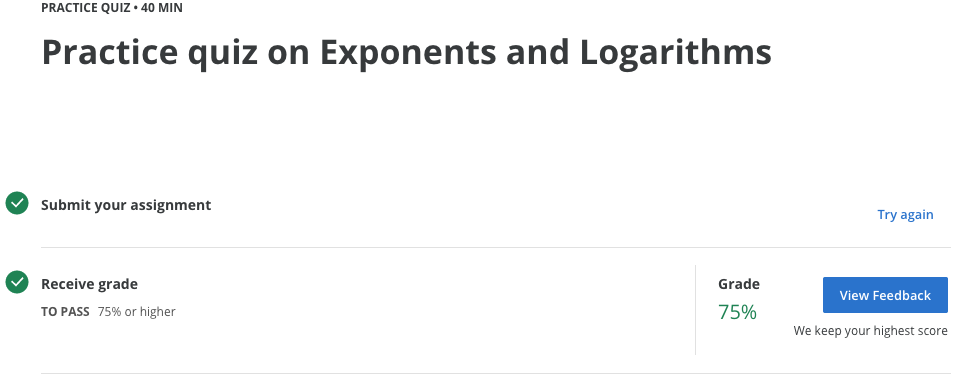 PRACTICE QUIZ • 40 MIN
Practice quiz on Exponents and Logarithms
Submit your assignment
Try again
Receive grade
TO PASS 75% or higher
Grade
75%
View Feedback
We keep your highest score